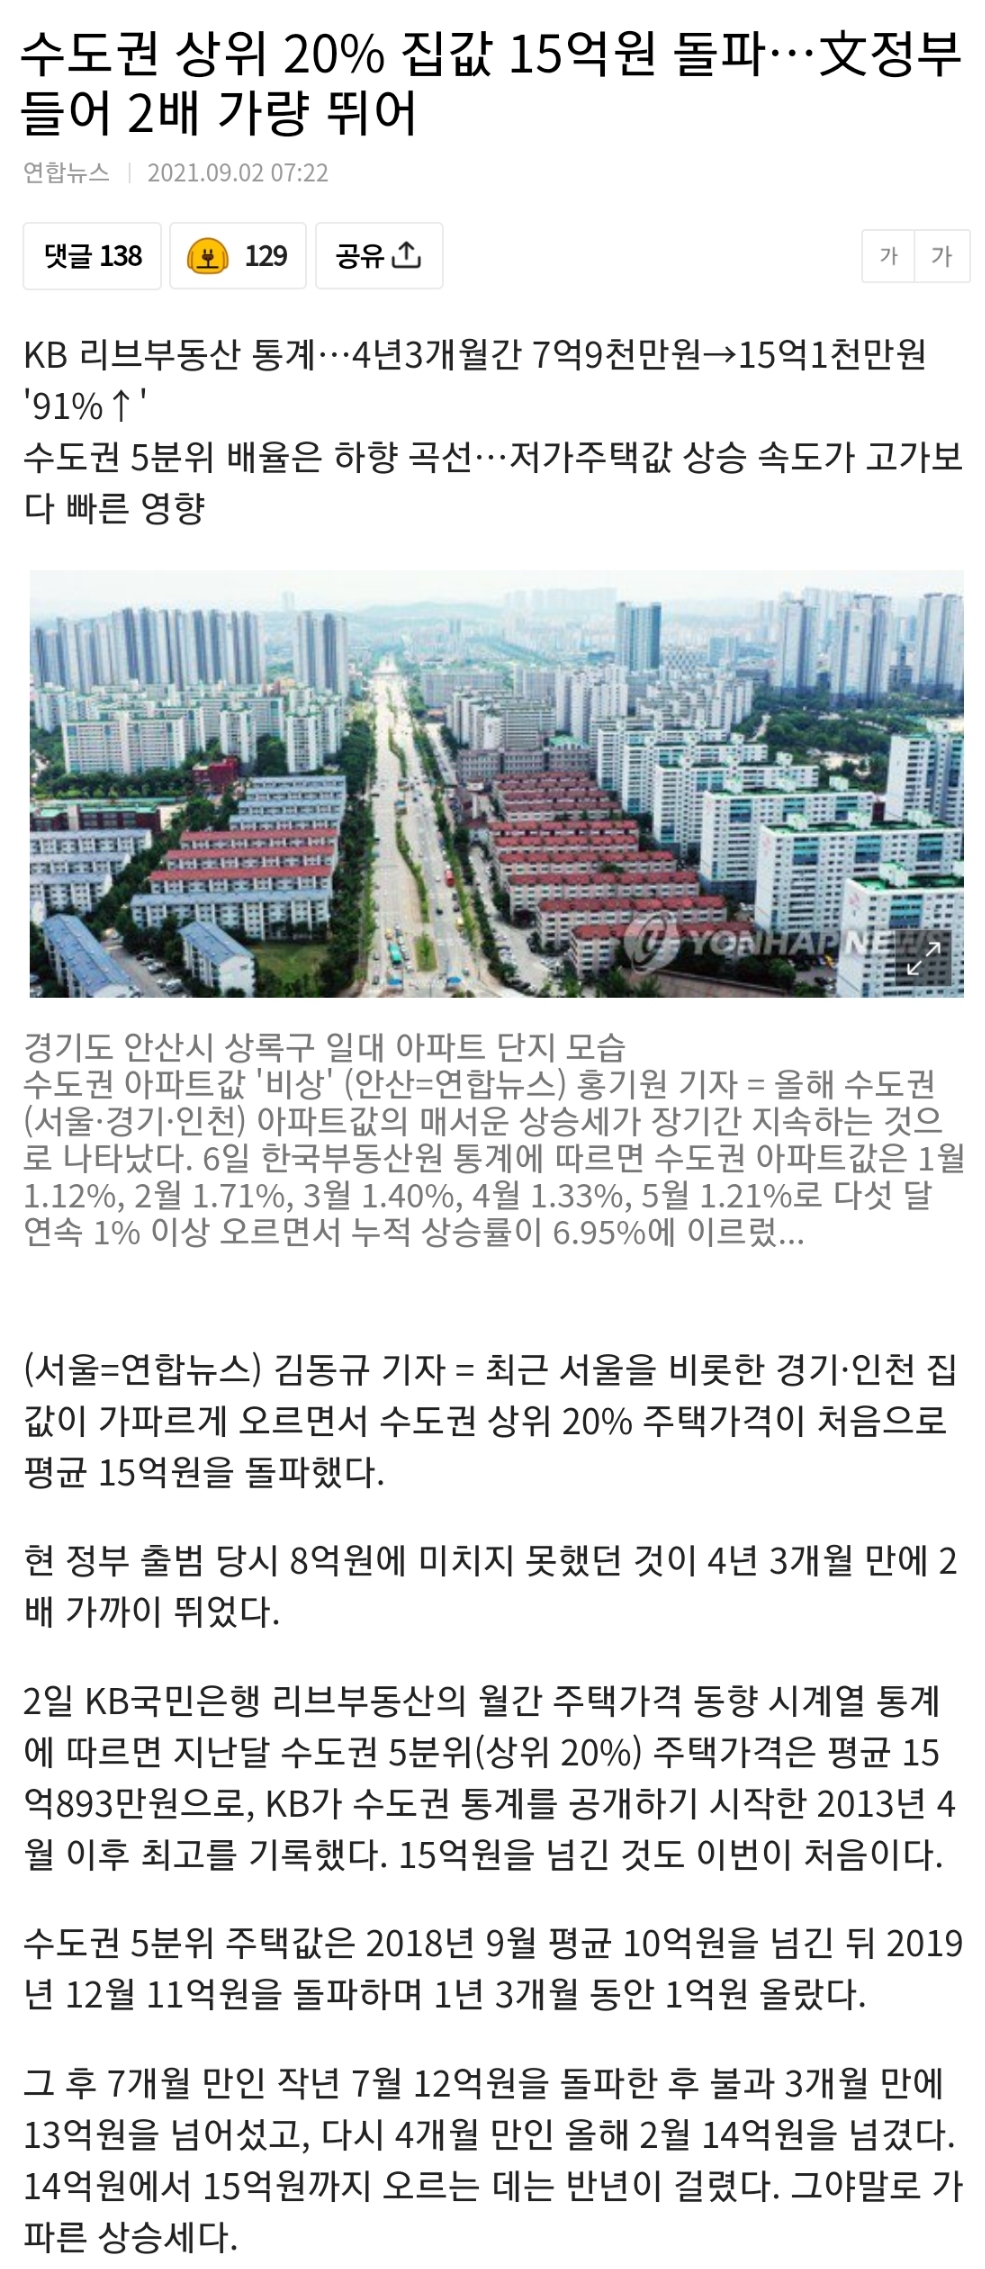 수도권 상위 20% 집값 15억원 돌파…文정부
들어 2배 가량 뛰어
연합뉴스 | 2021.09.02 07:22
댓글 138 129 공유 가 가
KB 리브부동산 통계…4년3개월간 7억9천만원→15억1천만원
'91%↑'
수도권 5분위 배율은 하향 곡선…저가주택값 상승 속도가 고가보
다 빠른 영향
YONHAP NEWS
경기도 안산시 상록구 일대 아파트 단지 모습
수도권 아파트값 '비상' (안산=연합뉴스) 홍기원 기자 = 올해 수도권
(서울·경기·인천) 아파트값의 매서운 상승세가 장기간 지속하는 것으
로 나타났다. 6일 한국부동산원 통계에 따르면 수도권 아파트값은 1월
1.12%, 2월 1.71%, 3월 1.40%, 4월 1.33%, 5월 1.21%로 다섯 달
연속 1% 이상 오르면서 누적 상승률이 6.95%에 이르렀...
(서울=연합뉴스) 김동규 기자 = 최근 서울을 비롯한 경기·인천 집
값이 가파르게 오르면서 수도권 상위 20% 주택가격이 처음으로
평균 15억원을 돌파했다.
현 정부 출범 당시 8억원에 미치지 못했던 것이 4년 3개월 만에 2
배 가까이 뛰었다.
2일 KB국민은행 리브부동산의 월간 주택가격 동향 시계열 통계
에 따르면 지난달 수도권 5분위(상위 20%) 주택가격은 평균 15
억893만원으로, KB가 수도권 통계를 공개하기 시작한 2013년 4
월 이후 최고를 기록했다. 15억원을 넘긴 것도 이번이 처음이다.
수도권 5분위 주택값은 2018년 9월 평균 10억원을 넘긴 뒤 2019
년 12월 11억원을 돌파하며 1년 3개월 동안 1억원 올랐다.
그 후 7개월 만인 작년 7월 12억원을 돌파한 후 불과 3개월 만에
13억원을 넘어섰고, 다시 4개월 만인 올해 2월 14억원을 넘겼다.
14억원에서 15억원까지 오르는 데는 반년이 걸렸다. 그야말로 가
파른 상승세다.